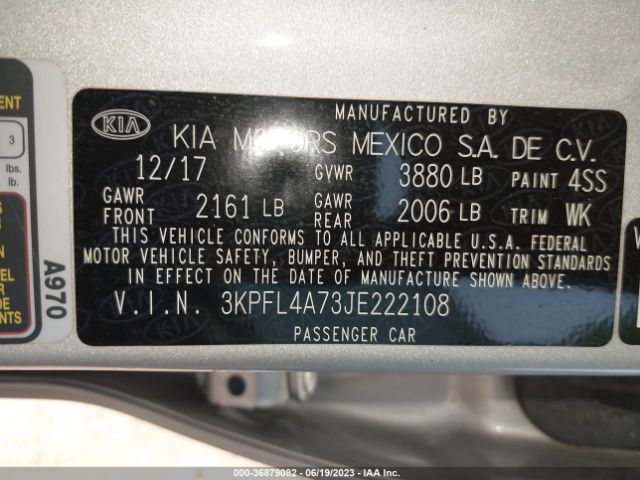 MANUFACTURED BY
KIA KIA MOTORS MEXICO S.A. DE C.V.
12/17 GVWR 3880 LB PAINT 4SS
GAWR FRONT 2161 LB GAWR REAR 2006 LB TRIM WK
THIS VEHICLE CONFORMS TO ALL APPLICABLE U.S.A. FEDERAL
MOTOR VEHICLE SAFETY, BUMPER, AND THEFT PREVENTION STANDARDS
IN EFFECT ON THE DATE OF MANUFACTURE SHOWN ABOVE.
V.I.N. 3KPFL4A73JE222108
PASSENGER CAR
3
lbs.
lb.
A970
000-36879082 - 06/19/2023 - IAA Inc.